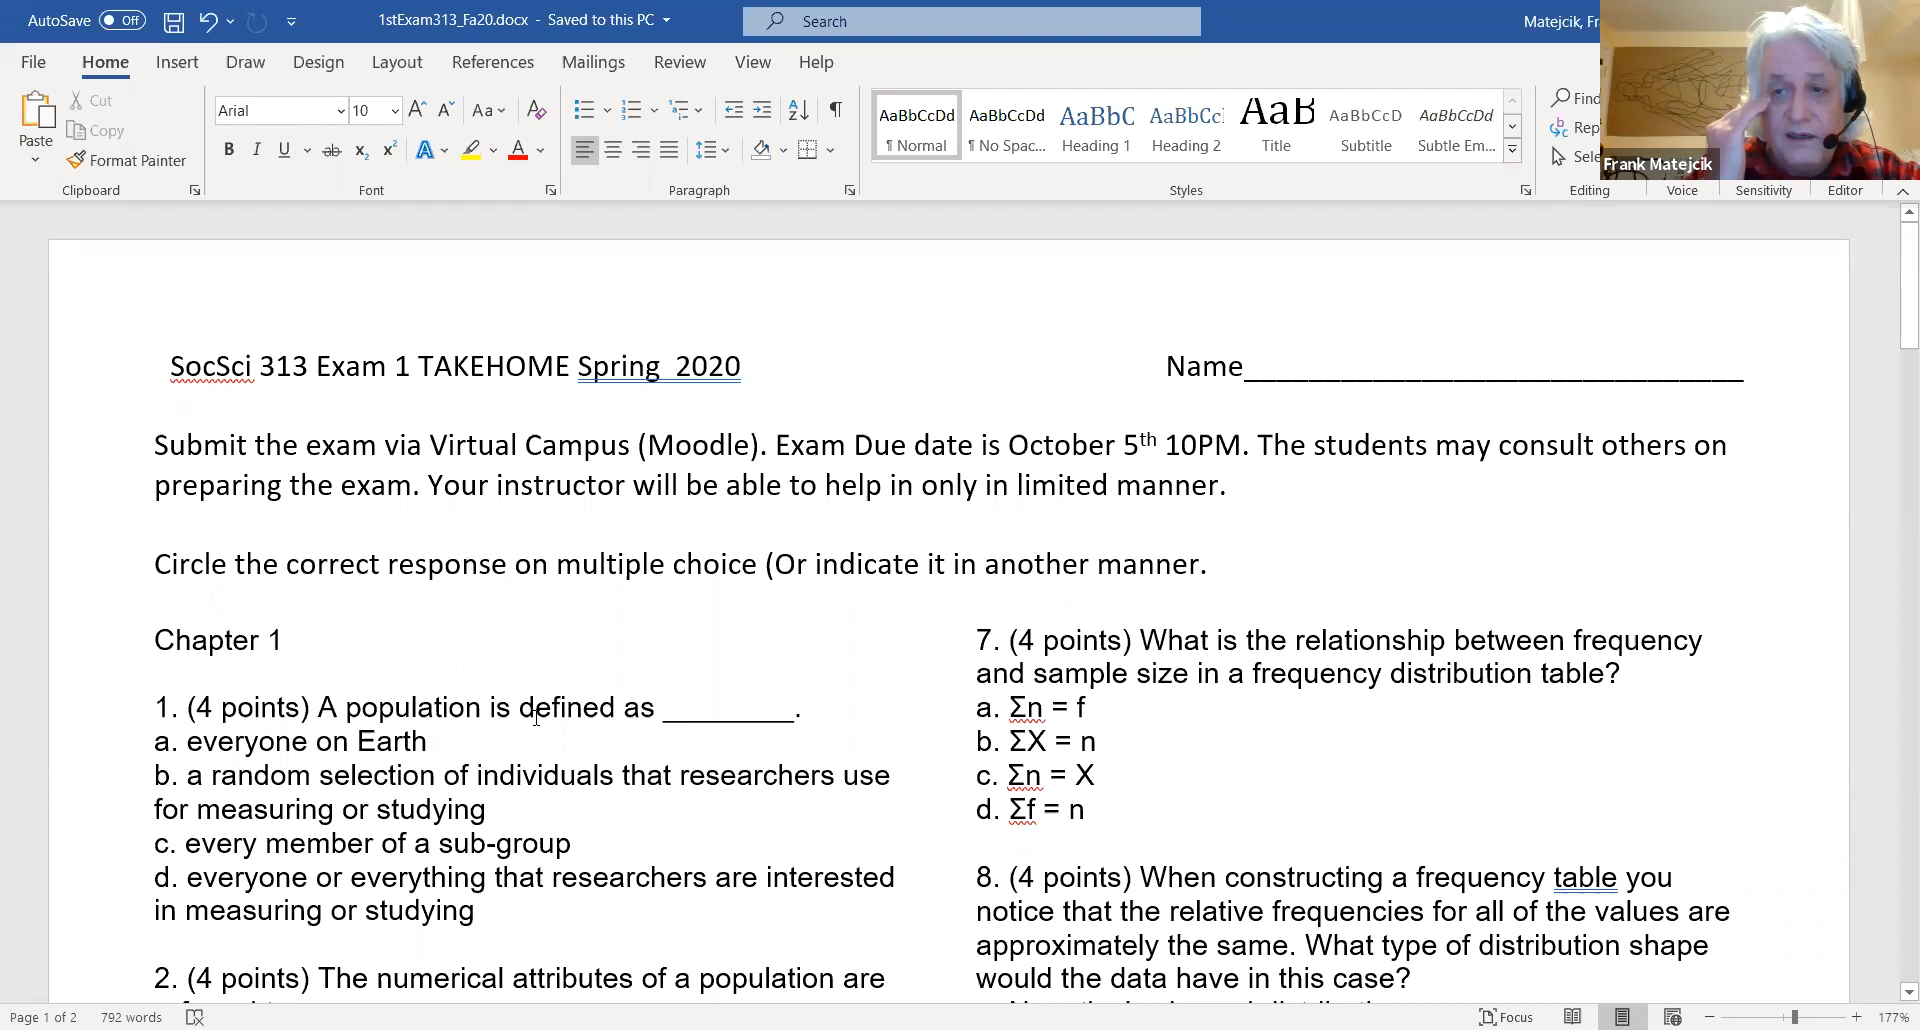 AutoSave Off 1stExam313_Fa20.docx - Saved to this PC Search Matejcik, Fr
File Home Insert Draw Design Layout References Mailings Review View Help
Paste Cut Copy Format Painter
Arial 10 Aa
B I U ab x₂ x² A A
AaBbCcDd AaBbCcDd AaBbC AaBbCc AaB AaBbCcD AaBbCcDd
¶ Normal ¶ No Spac... Heading 1 Heading 2 Title Subtitle Subtle Em...
Find
Rep
Sele
Frank Matejcik
Clipboard Font Paragraph Styles Editing Voice Sensitivity Editor
SocSci 313 Exam 1 TAKEHOME Spring 2020 Name_______________________________
Submit the exam via Virtual Campus (Moodle). Exam Due date is October 5th 10PM. The students may consult others on
preparing the exam. Your instructor will be able to help in only in limited manner.
Circle the correct response on multiple choice (Or indicate it in another manner.
Chapter 1
1. (4 points) A population is defined as ________.
a. everyone on Earth
b. a random selection of individuals that researchers use
for measuring or studying
c. every member of a sub-group
d. everyone or everything that researchers are interested
in measuring or studying
2. (4 points) The numerical attributes of a population are
7. (4 points) What is the relationship between frequency
and sample size in a frequency distribution table?
a. Σn = f
b. ΣX = n
c. Σn = X
d. Σf = n
8. (4 points) When constructing a frequency table you
notice that the relative frequencies for all of the values are
approximately the same. What type of distribution shape
would the data have in this case?
Page 1 of 2 792 words Focus 177%